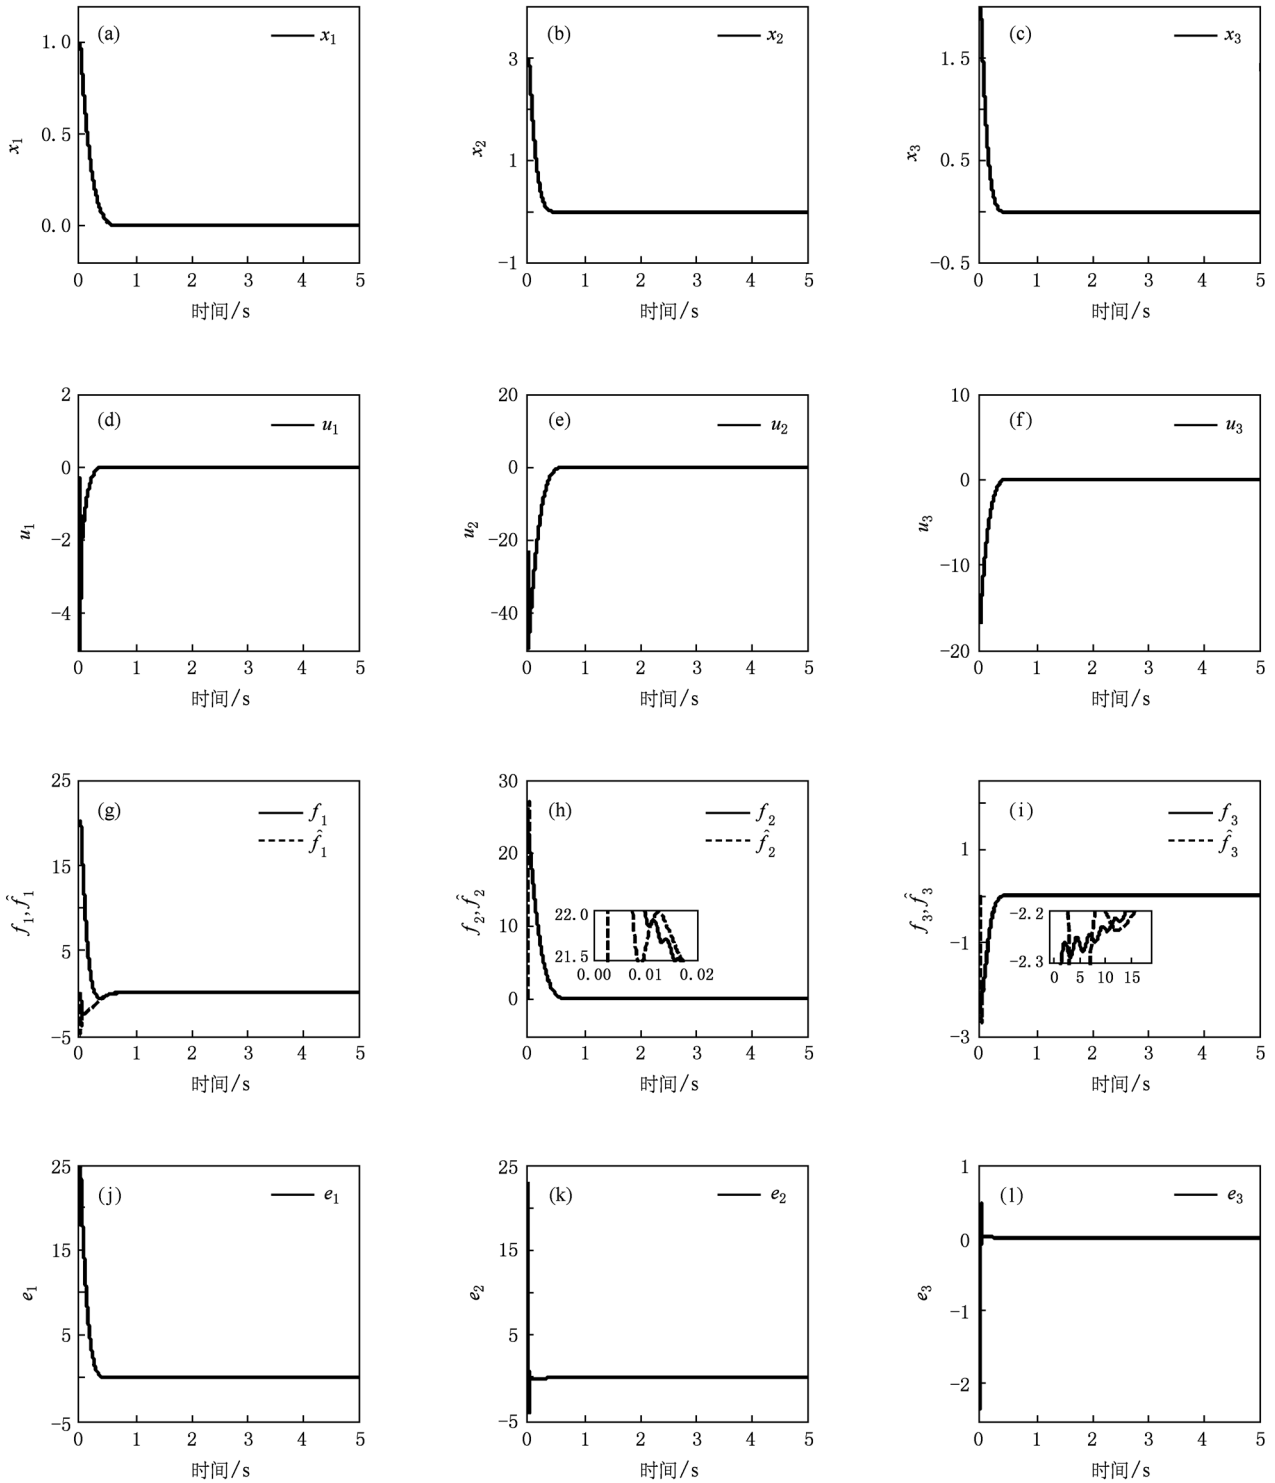 (a) x1
1.0
0.5
0.0
x1
0 1 2 3 4 5
时间/s
(b) x2
3
1
-1
x2
0 1 2 3 4 5
时间/s
(c) x3
1.5
0.5
-0.5
x3
0 1 2 3 4 5
时间/s
(d) u1
2
0
-2
-4
u1
0 1 2 3 4 5
时间/s
(e) u2
20
0
-20
-40
u2
0 1 2 3 4 5
时间/s
(f) u3
10
0
-10
-20
u3
0 1 2 3 4 5
时间/s
(g) f1
f̂1
25
15
5
-5
f1, f̂1
0 1 2 3 4 5
时间/s
(h) f2
f̂2
30
20
10
0
f2, f̂2
22.0
21.5
0.00 0.01 0.02
0 1 2 3 4 5
时间/s
(i) f3
f̂3
1
-1
-3
f3, f̂3
-2.2
-2.3
0 5 10 15
0 1 2 3 4 5
时间/s
(j) e1
25
15
5
-5
e1
0 1 2 3 4 5
时间/s
(k) e2
25
15
5
-5
e2
0 1 2 3 4 5
时间/s
(l) e3
1
0
-1
-2
e3
0 1 2 3 4 5
时间/s